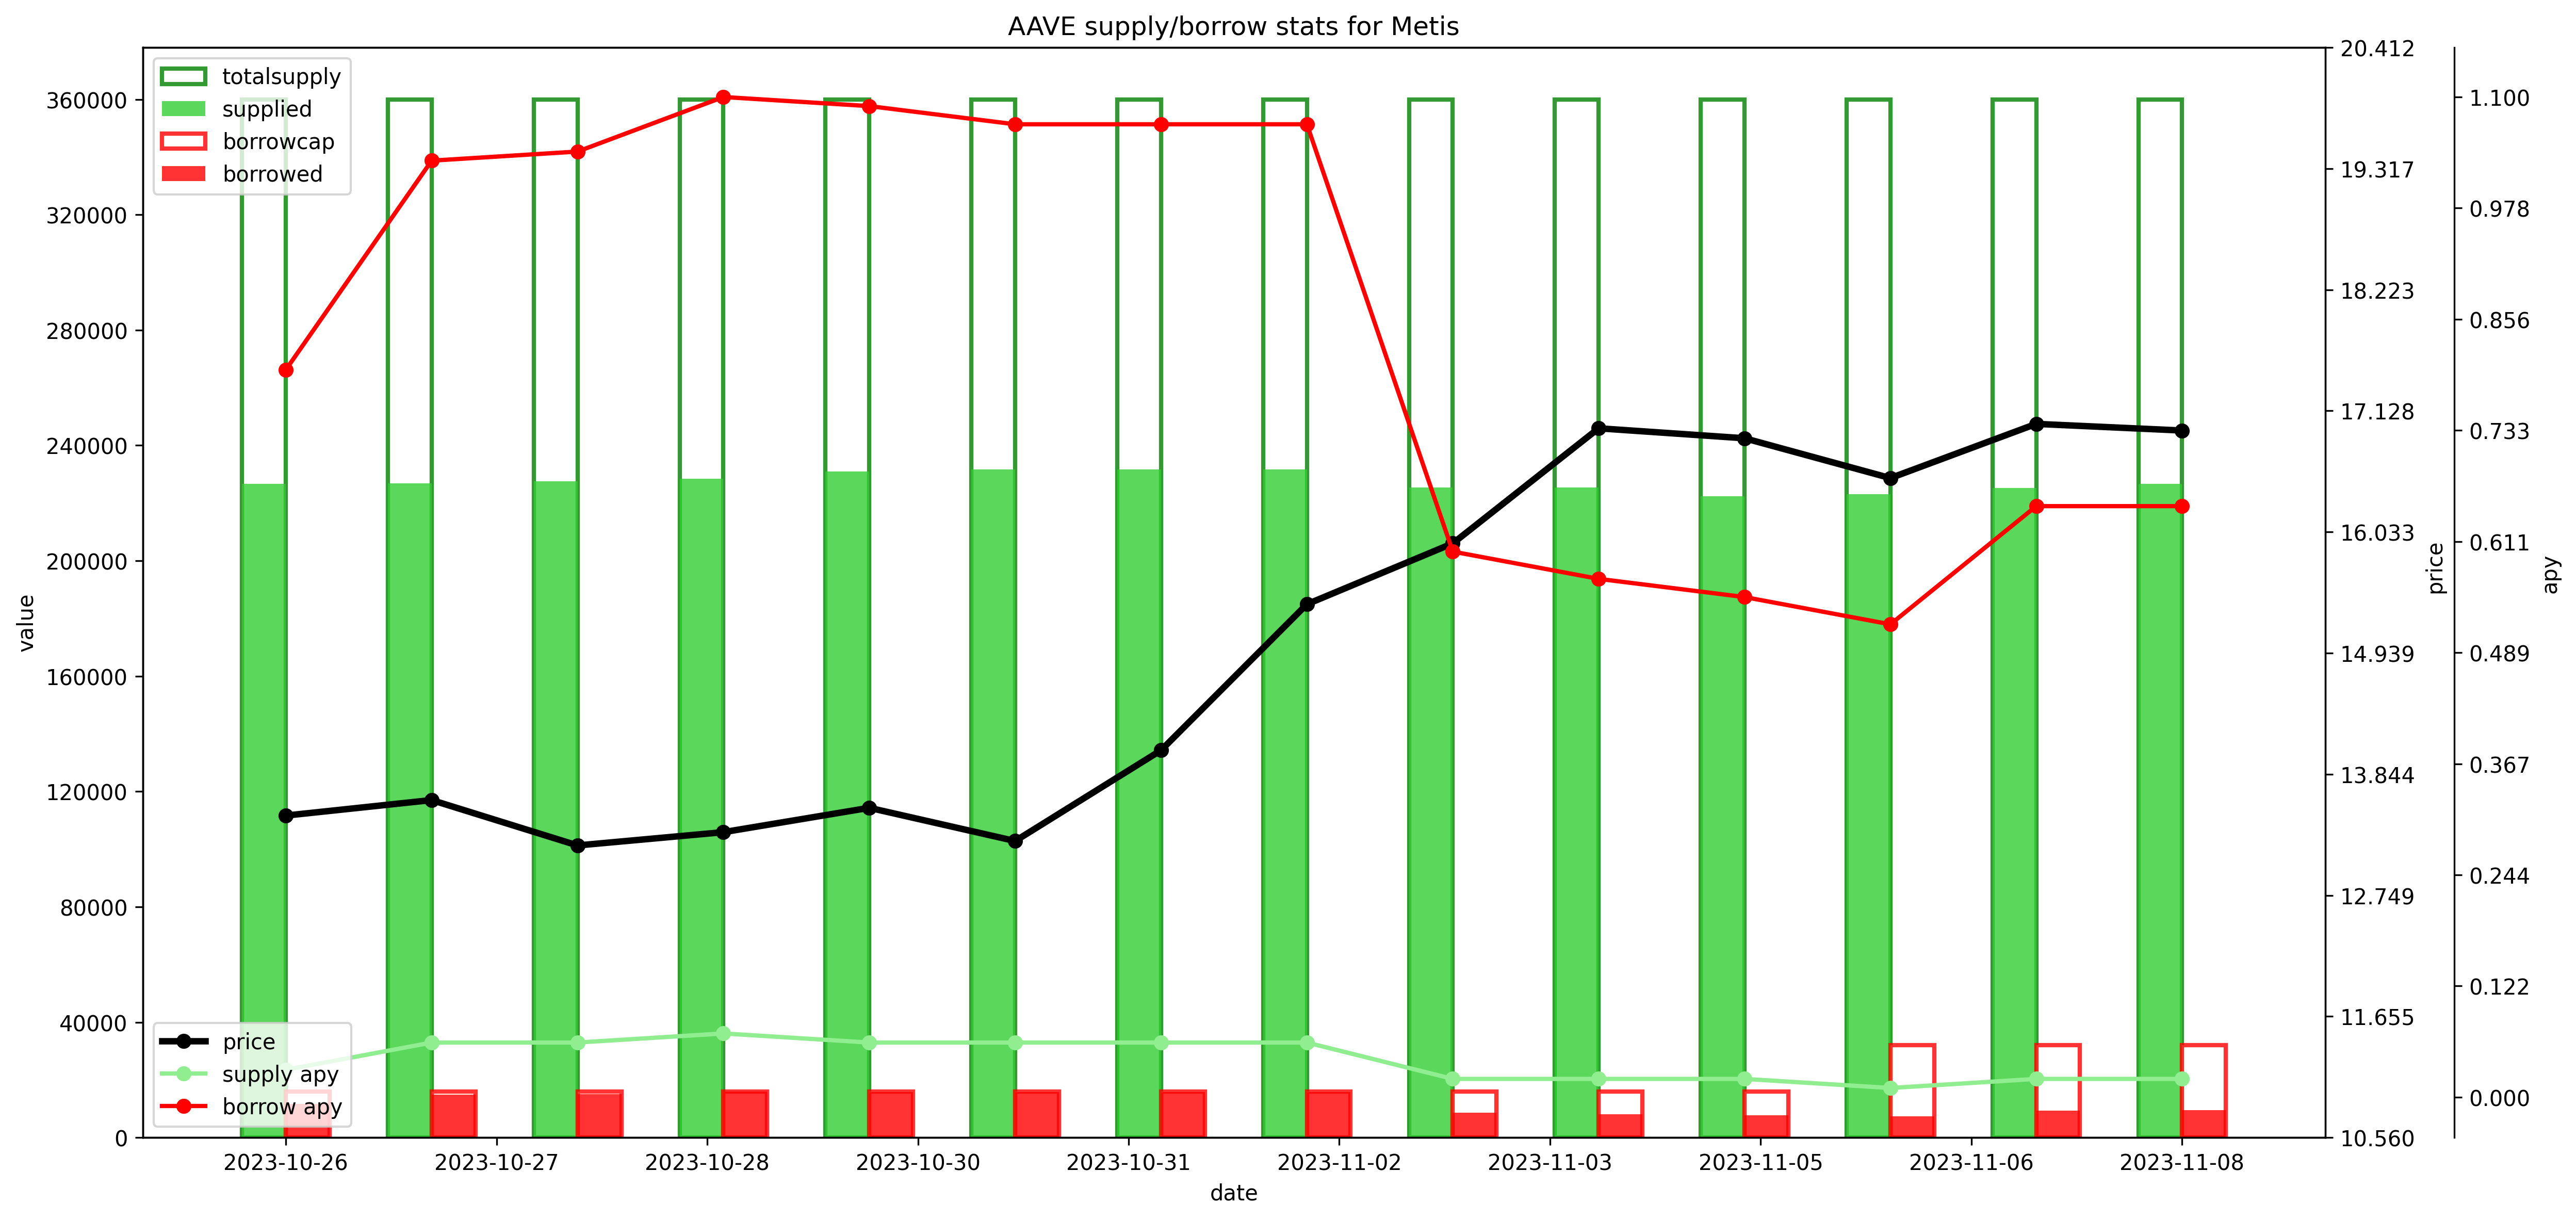 AAVE supply/borrow stats for Metis
totalsupply
supplied
borrowcap
borrowed
price
supply apy
borrow apy
360000
320000
280000
240000
200000
160000
120000
80000
40000
0
value
20.412
19.317
18.223
17.128
16.033
14.939
13.844
12.749
11.655
10.560
price
1.100
0.978
0.856
0.733
0.611
0.489
0.367
0.244
0.122
0.000
apy
2023-10-26 2023-10-27 2023-10-28 2023-10-30 2023-10-31 2023-11-02 2023-11-03 2023-11-05 2023-11-06 2023-11-08
date